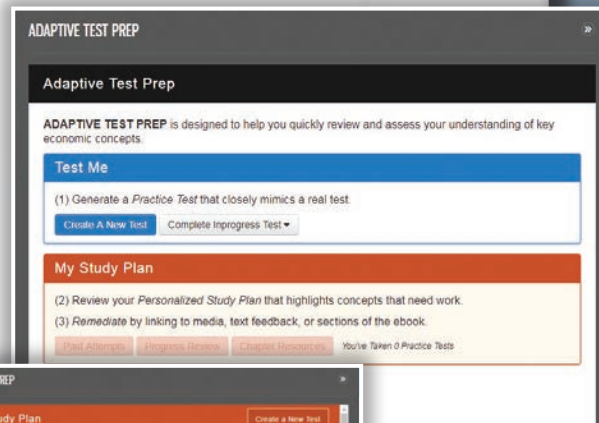 ADAPTIVE TEST PREP
»
Adaptive Test Prep
ADAPTIVE TEST PREP is designed to help you quickly review and assess your understanding of key
economic concepts.
Test Me
(1) Generate a Practice Test that closely mimics a real test.
Create A New Test Complete Inprogress Test
My Study Plan
(2) Review your Personalized Study Plan that highlights concepts that need work.
(3) Remediate by linking to media, text feedback, or sections of the ebook.
Past Attempts Progress Review Chapter Resources You've Taken 0 Practice Tests
REP »
udy Plan Create a New Test